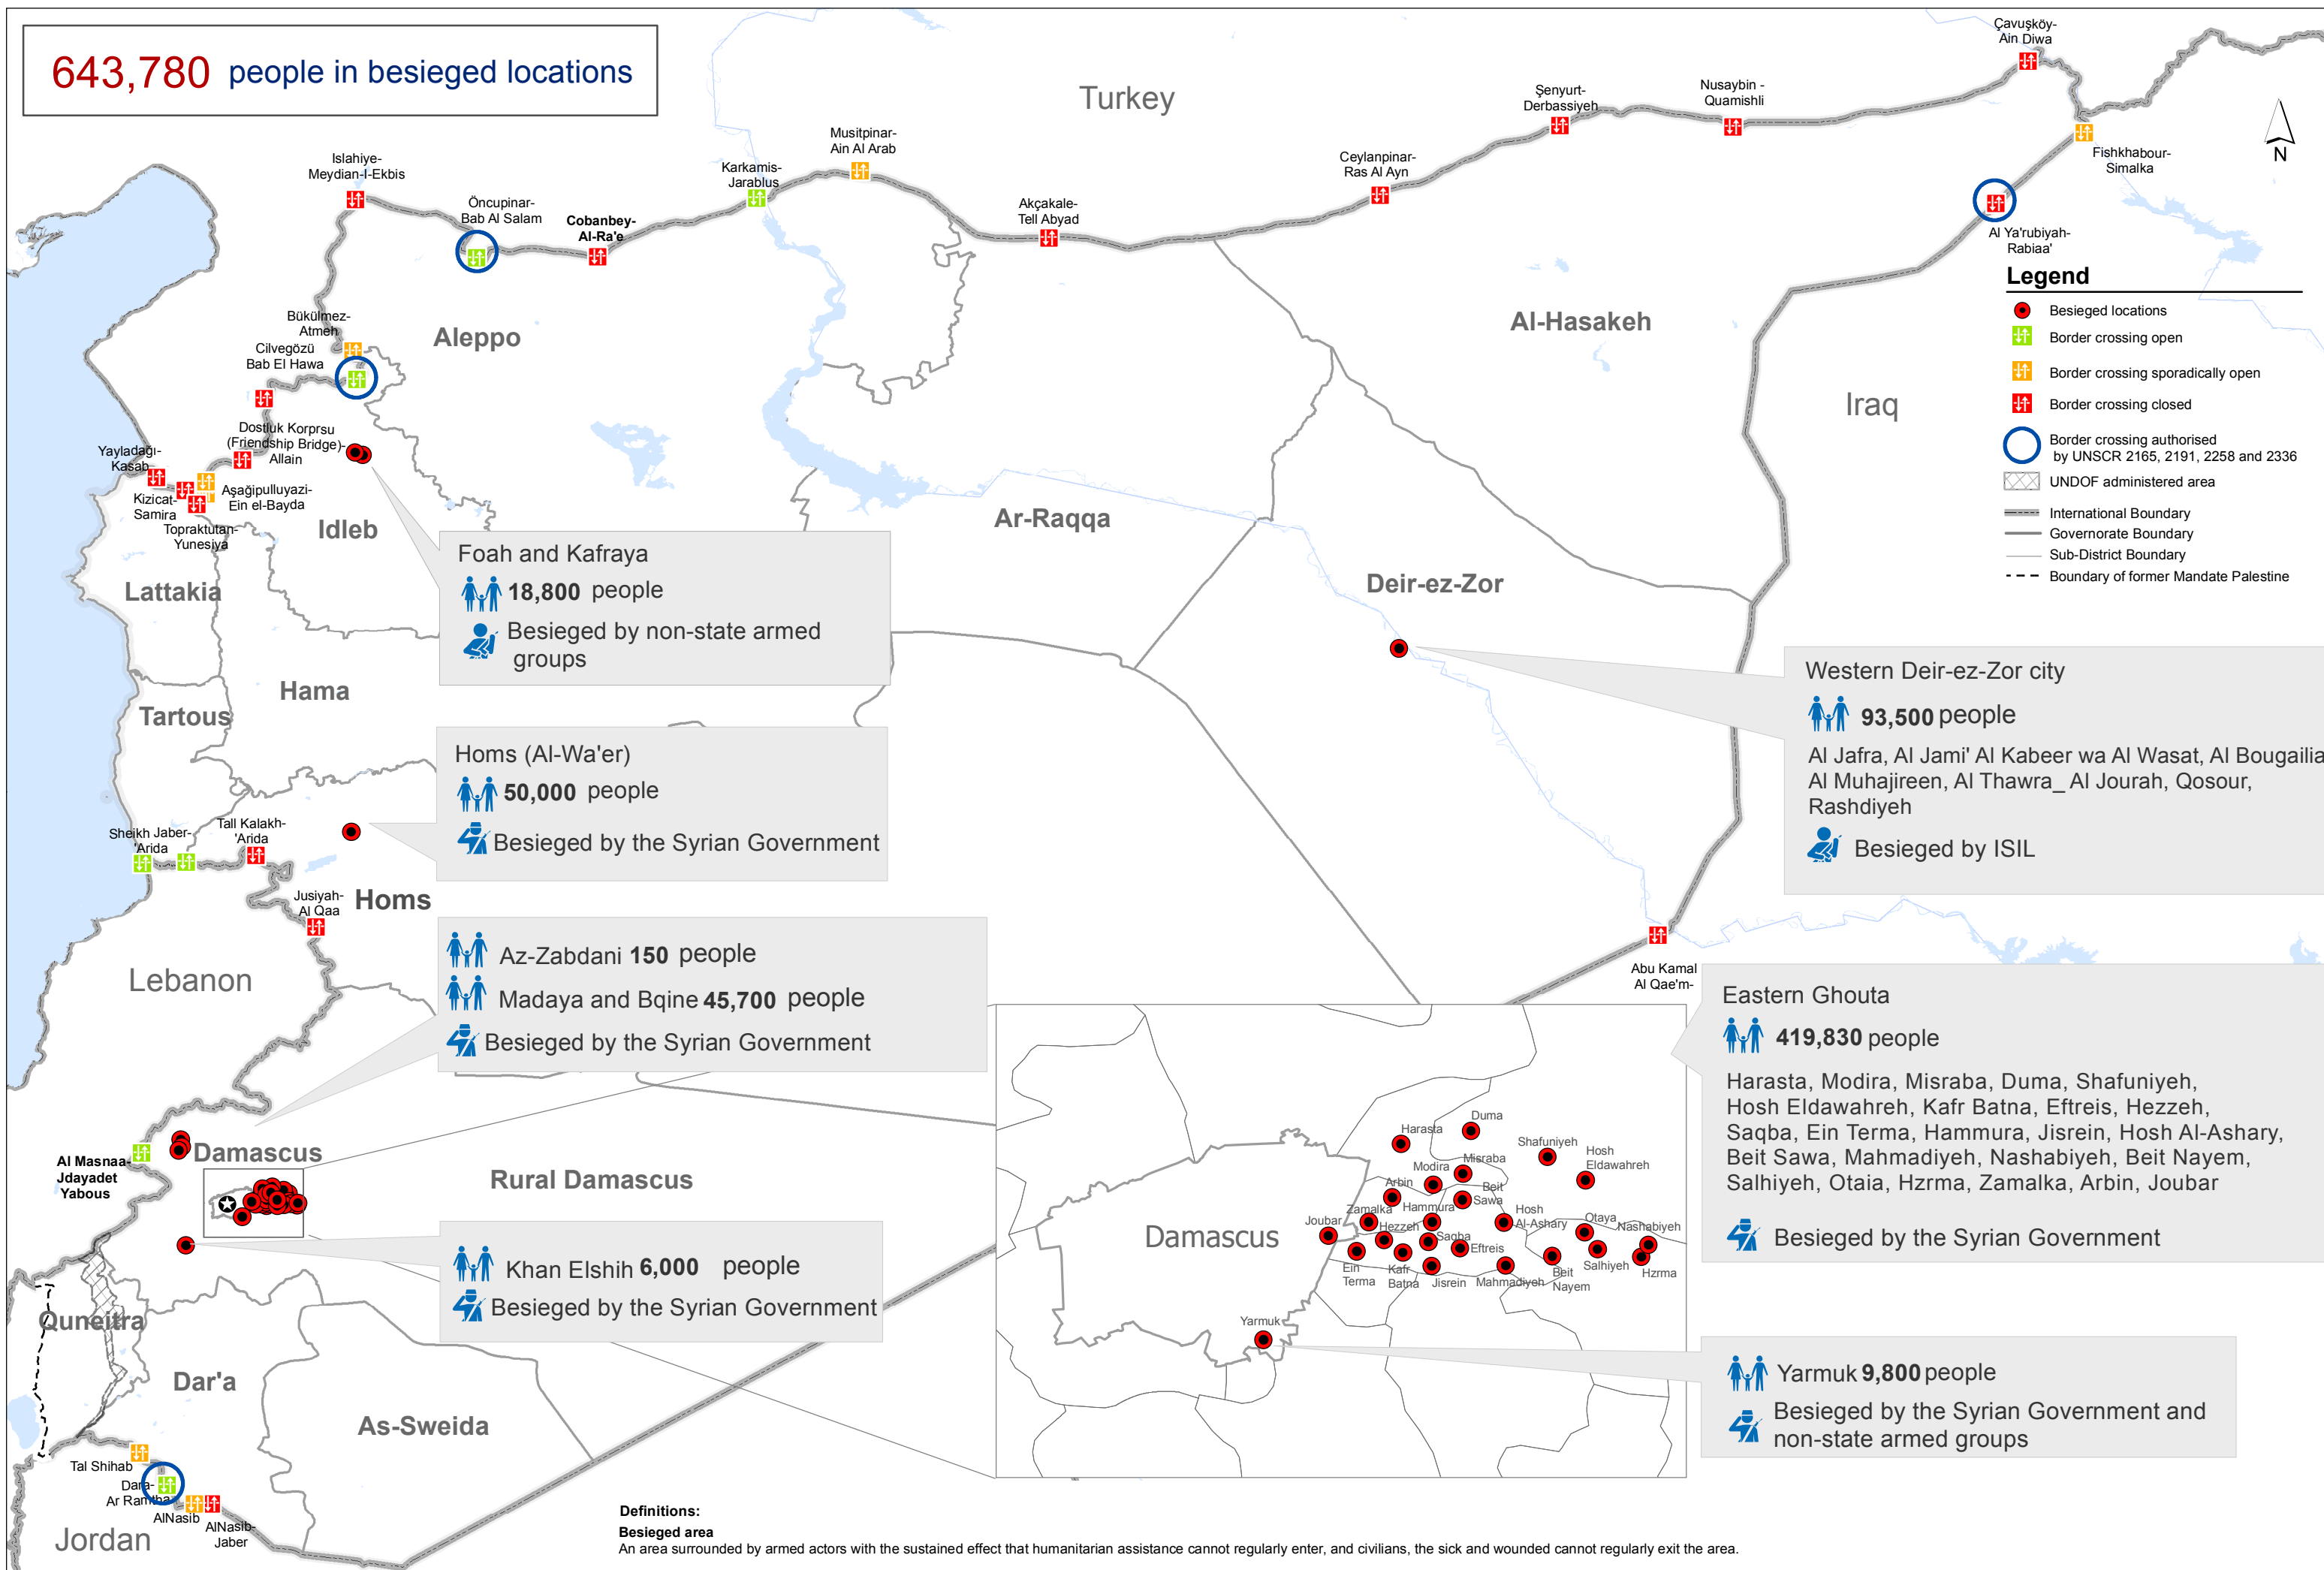 643,780 people in besieged locations
Turkey
Çavuşköy-
Ain Diwa
Şenyurt-
Derbassiyeh
Nusaybin -
Quamishli
N
Musitpinar-
Ain Al Arab
Fishkhabour-
Simalka
Islahiye-
Meydian-I-Ekbis
Karkamis-
Jarablus
Ceylanpinar-
Ras Al Ayn
Öncupinar-
Bab Al Salam
Cobanbey-
Al-Ra'e
Akçakale-
Tell Abyad
Al Ya'rubiyah-
Rabiaa'
Bükülmez-
Atmeh
Cilvegözü
Bab El Hawa
Aleppo
Al-Hasakeh
Iraq
Legend
Besieged locations
Border crossing open
Border crossing sporadically open
Border crossing closed
Border crossing authorised
by UNSCR 2165, 2191, 2258 and 2336
UNDOF administered area
International Boundary
Governorate Boundary
Sub-District Boundary
Boundary of former Mandate Palestine
Dostluk Korprsu
(Friendship Bridge)-
Allain
Yayladağı-
Kasab
Kizicat-
Samira
Aşağipulluyazi-
Ein el-Bayda
Topraktutan-
Yunesiya
Idleb
Ar-Raqqa
Deir-ez-Zor
Lattakia
Hama
Tartous
Foah and Kafraya
18,800 people
Besieged by non-state armed
groups
Western Deir-ez-Zor city
93,500 people
Al Jafra, Al Jami' Al Kabeer wa Al Wasat, Al Bougailia
Al Muhajireen, Al Thawra_ Al Jourah, Qosour,
Rashdiyeh
Besieged by ISIL
Homs (Al-Wa'er)
50,000 people
Besieged by the Syrian Government
Sheikh Jaber-
'Arida
Tall Kalakh-
'Arida
Jusiyah-
Al Qaa
Homs
Lebanon
Az-Zabdani 150 people
Madaya and Bqine 45,700 people
Besieged by the Syrian Government
Abu Kamal
Al Qae'm-
Eastern Ghouta
419,830 people
Harasta, Modira, Misraba, Duma, Shafuniyeh,
Hosh Eldawahreh, Kafr Batna, Eftreis, Hezzeh,
Saqba, Ein Terma, Hammura, Jisrein, Hosh Al-Ashary,
Beit Sawa, Mahmadiyeh, Nashabiyeh, Beit Nayem,
Salhiyeh, Otaia, Hzrma, Zamalka, Arbin, Joubar
Besieged by the Syrian Government
Al Masnaa-
Jdayadet
Yabous
Damascus
Rural Damascus
Khan Elshih 6,000 people
Besieged by the Syrian Government
Duma
Harasta
Shafuniyeh
Hosh
Eldawahreh
Misraba
Modira
Arbin
Beit
Sawa
Zamalka
Hammura
Hosh
Al-Ashary
Joubar
Hezzeh
Saqba
Eftreis
Otaya
Nashabiyeh
Damascus
Ein
Terma
Kafr
Batna
Jisrein
Mahmadiyeh
Beit
Nayem
Salhiyeh
Hzrma
Yarmuk
Yarmuk 9,800 people
Besieged by the Syrian Government and
non-state armed groups
Quneitra
Dar'a
As-Sweida
Tal Shihab
Dara-
Ar Ramtha
AlNasib
AlNasib-
Jaber
Jordan
Definitions:
Besieged area
An area surrounded by armed actors with the sustained effect that humanitarian assistance cannot regularly enter, and civilians, the sick and wounded cannot regularly exit the area.